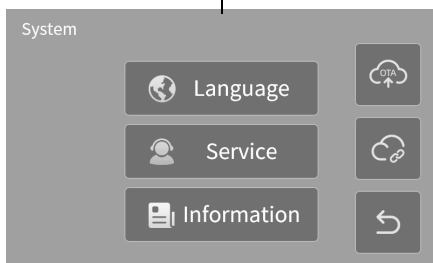 System
OTA
Language
Service
Information